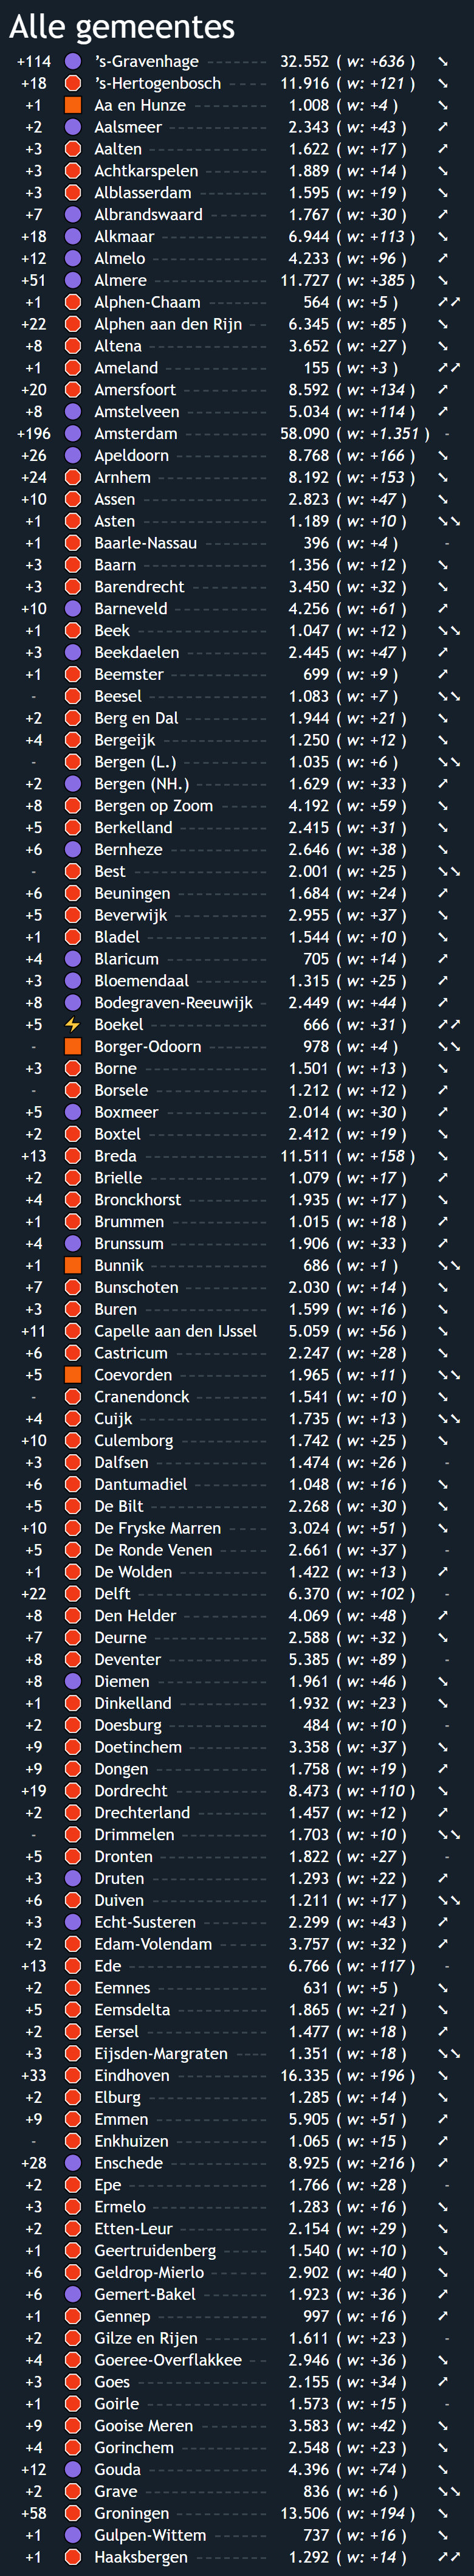 Alle gemeentes
+114 ’s-Gravenhage 32.552 ( w: +636 )
+18 ’s-Hertogenbosch 11.916 ( w: +121 )
+1 Aa en Hunze 1.008 ( w: +4 )
+2 Aalsmeer 2.343 ( w: +43 )
+3 Aalten 1.622 ( w: +17 )
+3 Achtkarspelen 1.889 ( w: +14 )
+3 Alblasserdam 1.595 ( w: +19 )
+7 Albrandswaard 1.767 ( w: +30 )
+18 Alkmaar 6.944 ( w: +113 )
+12 Almelo 4.233 ( w: +96 )
+51 Almere 11.727 ( w: +385 )
+1 Alphen-Chaam 564 ( w: +5 )
+22 Alphen aan den Rijn 6.345 ( w: +85 )
+8 Altena 3.652 ( w: +27 )
+1 Ameland 155 ( w: +3 )
+20 Amersfoort 8.592 ( w: +134 )
+8 Amstelveen 5.034 ( w: +114 )
+196 Amsterdam 58.090 ( w: +1.351 ) -
+26 Apeldoorn 8.768 ( w: +166 )
+24 Arnhem 8.192 ( w: +153 )
+10 Assen 2.823 ( w: +47 )
+1 Asten 1.189 ( w: +10 )
+1 Baarle-Nassau 396 ( w: +4 ) -
+3 Baarn 1.356 ( w: +12 )
+3 Barendrecht 3.450 ( w: +32 )
+10 Barneveld 4.256 ( w: +61 )
+1 Beek 1.047 ( w: +12 )
+3 Beekdaelen 2.445 ( w: +47 )
+1 Beemster 699 ( w: +9 )
- Beesel 1.083 ( w: +7 )
+2 Berg en Dal 1.944 ( w: +21 )
+4 Bergeijk 1.250 ( w: +12 )
- Bergen (L.) 1.035 ( w: +6 )
+2 Bergen (NH.) 1.629 ( w: +33 )
+8 Bergen op Zoom 4.192 ( w: +59 )
+5 Berkelland 2.415 ( w: +31 )
+6 Bernheze 2.646 ( w: +38 )
- Best 2.001 ( w: +25 )
+6 Beuningen 1.684 ( w: +24 )
+5 Beverwijk 2.955 ( w: +37 )
+1 Bladel 1.544 ( w: +10 )
+4 Blaricum 705 ( w: +14 )
+3 Bloemendaal 1.315 ( w: +25 )
+8 Bodegraven-Reeuwijk 2.449 ( w: +44 )
+5 Boekel 666 ( w: +31 )
- Borger-Odoorn 978 ( w: +4 )
+3 Borne 1.501 ( w: +13 )
- Borsele 1.212 ( w: +12 )
+5 Boxmeer 2.014 ( w: +30 )
+2 Boxtel 2.412 ( w: +19 )
+13 Breda 11.511 ( w: +158 )
+2 Brielle 1.079 ( w: +17 )
+4 Bronckhorst 1.935 ( w: +17 )
+1 Brummen 1.015 ( w: +18 )
+4 Brunssum 1.906 ( w: +33 )
+1 Bunnik 686 ( w: +1 )
+7 Bunschoten 2.030 ( w: +14 )
+3 Buren 1.599 ( w: +16 )
+11 Capelle aan den IJssel 5.059 ( w: +56 )
+6 Castricum 2.247 ( w: +28 )
+5 Coevorden 1.965 ( w: +11 )
- Cranendonck 1.541 ( w: +10 )
+4 Cuijk 1.735 ( w: +13 )
+10 Culemborg 1.742 ( w: +25 )
+3 Dalfsen 1.474 ( w: +26 ) -
+6 Dantumadiel 1.048 ( w: +16 )
+5 De Bilt 2.268 ( w: +30 )
+10 De Fryske Marren 3.024 ( w: +51 )
+5 De Ronde Venen 2.661 ( w: +37 ) -
+1 De Wolden 1.422 ( w: +13 )
+22 Delft 6.370 ( w: +102 ) -
+8 Den Helder 4.069 ( w: +48 )
+7 Deurne 2.588 ( w: +32 )
+8 Deventer 5.385 ( w: +89 ) -
+8 Diemen 1.961 ( w: +46 )
+1 Dinkelland 1.932 ( w: +23 )
+2 Doesburg 484 ( w: +10 ) -
+9 Doetinchem 3.358 ( w: +37 )
+9 Dongen 1.758 ( w: +19 )
+19 Dordrecht 8.473 ( w: +110 )
+2 Drechterland 1.457 ( w: +12 )
- Drimmelen 1.703 ( w: +10 )
+5 Dronten 1.822 ( w: +27 ) -
+3 Druten 1.293 ( w: +22 )
+6 Duiven 1.211 ( w: +17 )
+3 Echt-Susteren 2.299 ( w: +43 )
+2 Edam-Volendam 3.757 ( w: +32 )
+13 Ede 6.766 ( w: +117 ) -
+2 Eemnes 631 ( w: +5 )
+5 Eemsdelta 1.865 ( w: +21 )
+2 Eersel 1.477 ( w: +18 )
+3 Eijsden-Margraten 1.351 ( w: +18 )
+33 Eindhoven 16.335 ( w: +196 )
+2 Elburg 1.285 ( w: +14 )
+9 Emmen 5.905 ( w: +51 )
- Enkhuizen 1.065 ( w: +15 )
+28 Enschede 8.925 ( w: +216 )
+2 Epe 1.766 ( w: +28 ) -
+3 Ermelo 1.283 ( w: +16 )
+2 Etten-Leur 2.154 ( w: +29 )
+1 Geertruidenberg 1.540 ( w: +10 )
+6 Geldrop-Mierlo 2.902 ( w: +40 )
+6 Gemert-Bakel 1.923 ( w: +36 )
+1 Gennep 997 ( w: +16 )
+2 Gilze en Rijen 1.611 ( w: +23 ) -
+4 Goeree-Overflakkee 2.946 ( w: +36 )
+3 Goes 2.155 ( w: +34 )
+1 Goirle 1.573 ( w: +15 ) -
+9 Gooise Meren 3.583 ( w: +42 )
+4 Gorinchem 2.548 ( w: +23 )
+12 Gouda 4.396 ( w: +74 )
+2 Grave 836 ( w: +6 )
+58 Groningen 13.506 ( w: +194 )
+1 Gulpen-Wittem 737 ( w: +16 )
+1 Haaksbergen 1.292 ( w: +14 )